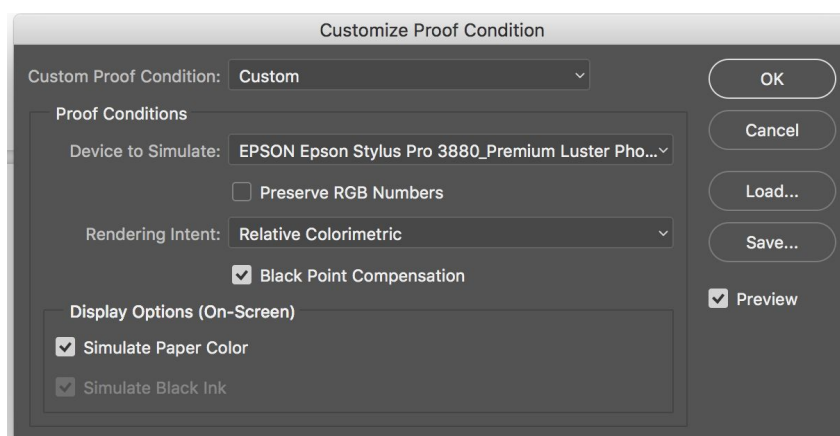 Customize Proof Condition
Custom Proof Condition: Custom
OK
Proof Conditions
Cancel
Device to Simulate: EPSON Epson Stylus Pro 3880_Premium Luster Pho...
Preserve RGB Numbers
Load...
Rendering Intent: Relative Colorimetric
Save...
Black Point Compensation
Preview
Display Options (On-Screen)
Simulate Paper Color
Simulate Black Ink